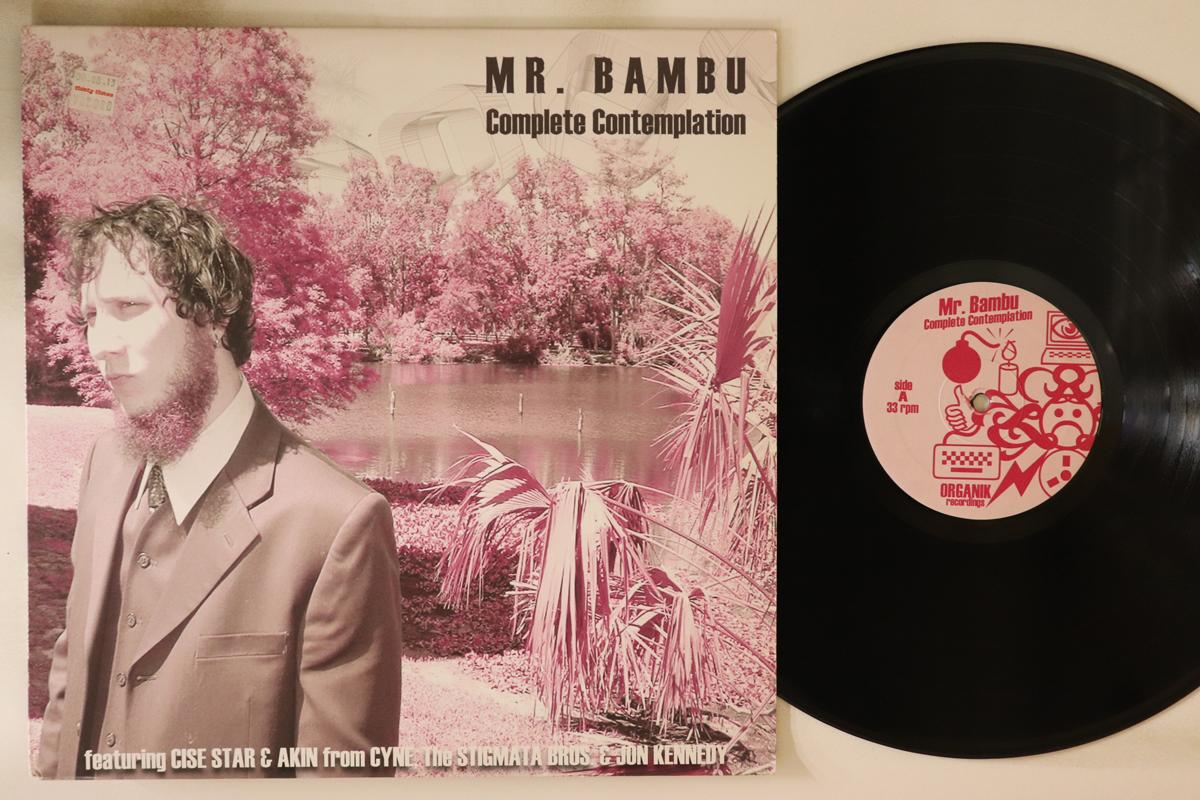 MR. BAMBU
Complete Contemplation
featuring CISE STAR & AKIN from CYNE, The STIGMATA BROS. & JON KENNEDY
Mr. Bambu
Complete Contemplation
side
A
33 rpm
ORGANIK
recordings